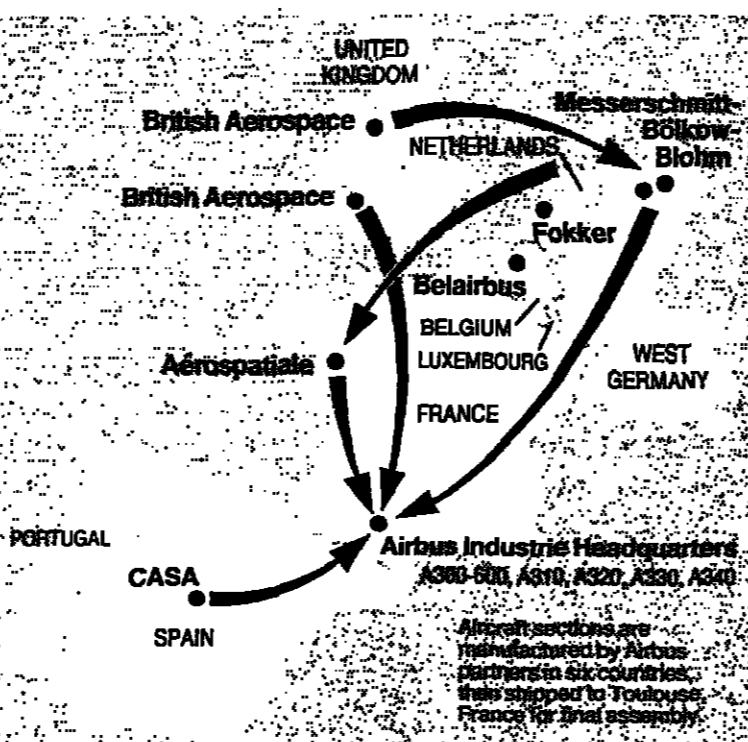 UNITED
KINGDOM
Messerschmitt-
Bölkow-
Blohm
British Aerospace
NETHERLANDS
British Aerospace
Fokker
Belairbus
BELGIUM
LUXEMBOURG
Aérospatiale
WEST
GERMANY
FRANCE
PORTUGAL
Airbus Industrie Headquarters
A300-600, A310, A320, A330, A340
CASA
SPAIN
Aircraft sections are
manufactured by Airbus
partners in six countries,
then shipped to Toulouse,
France for final assembly.